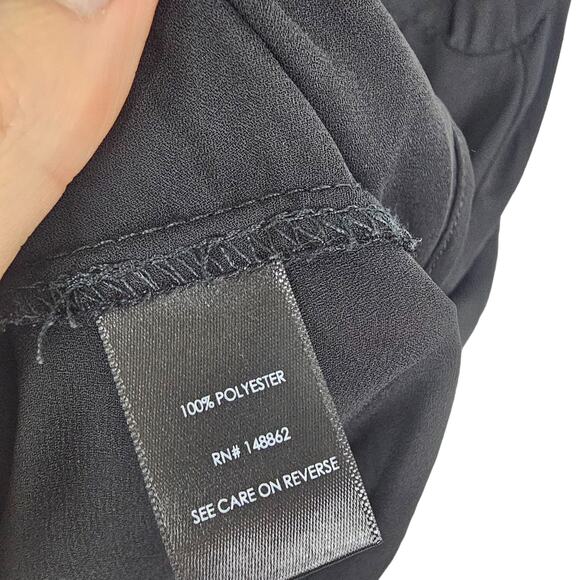 100% POLYESTER
RN# 148862
SEE CARE ON REVERSE